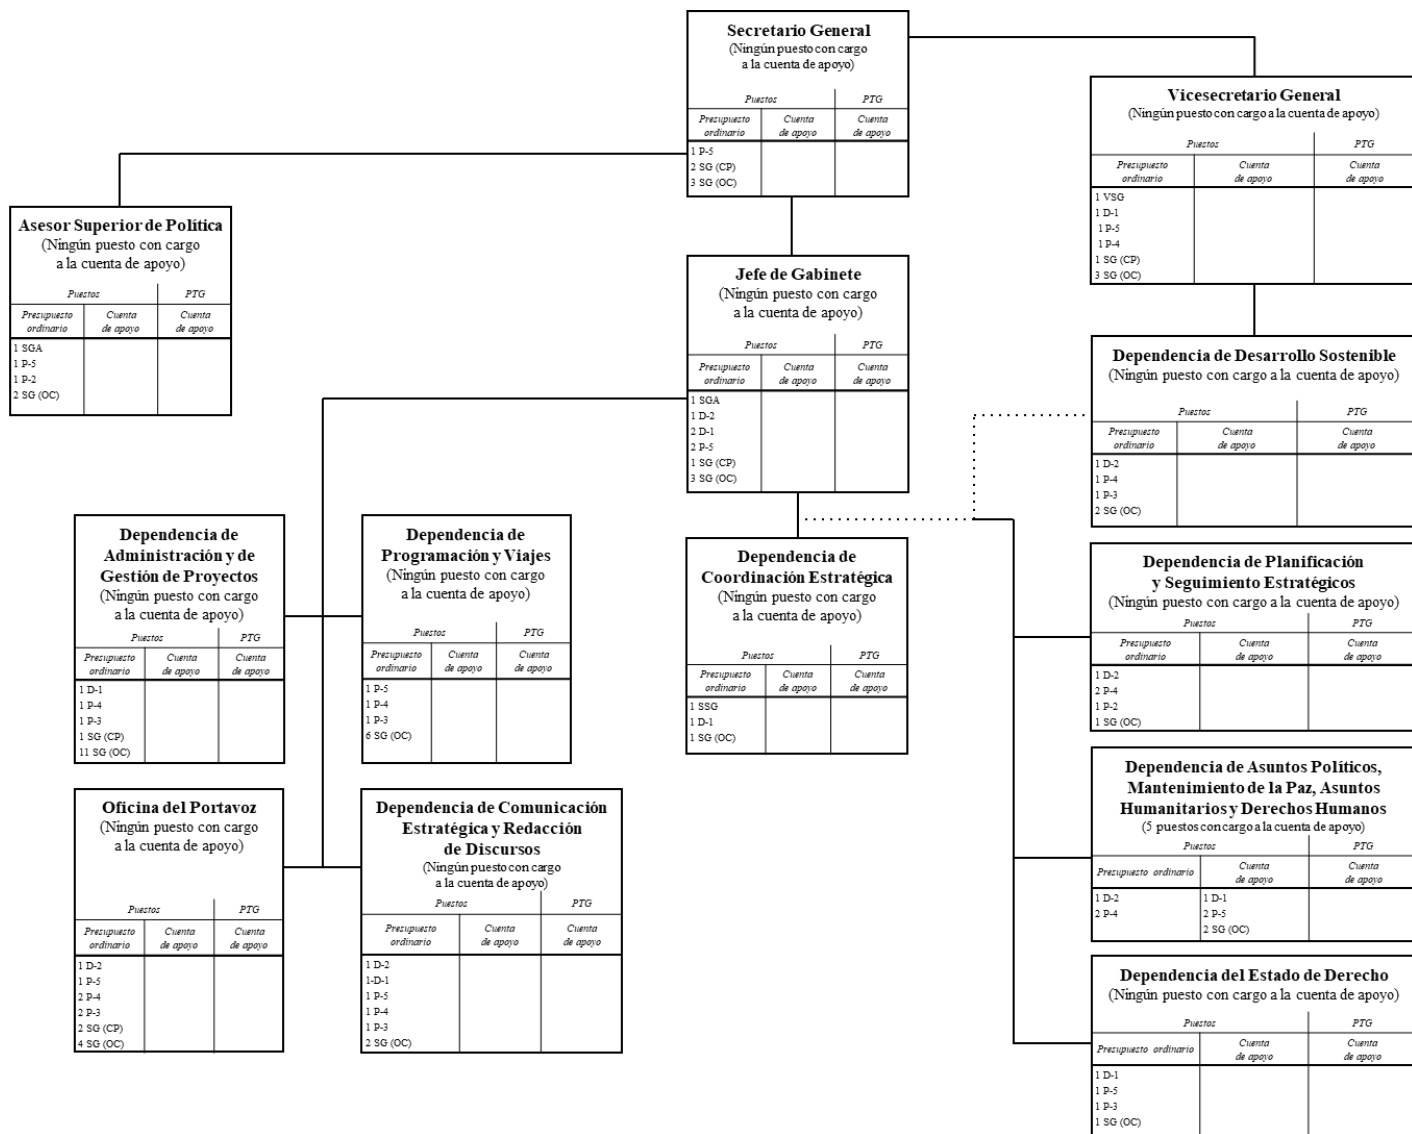 Secretario General
(Ningún puesto con cargo
a la cuenta de apoyo)
Puestos PTG
Presupuesto ordinario Cuenta de apoyo Cuenta de apoyo
1 P-5
2 SG (CP)
3 SG (OC)
Vicesecretario General
(Ningún puesto con cargo a la cuenta de apoyo)
Puestos PTG
Presupuesto ordinario Cuenta de apoyo Cuenta de apoyo
1 VSG
1 D-1
1 P-5
1 P-4
1 SG (CP)
3 SG (OC)
Asesor Superior de Política
(Ningún puesto con cargo
a la cuenta de apoyo)
Puestos PTG
Presupuesto ordinario Cuenta de apoyo Cuenta de apoyo
1 SGA
1 P-5
1 P-2
2 SG (OC)
Jefe de Gabinete
(Ningún puesto con cargo
a la cuenta de apoyo)
Puestos PTG
Presupuesto ordinario Cuenta de apoyo Cuenta de apoyo
1 SGA
1 D-2
2 D-1
2 P-5
1 SG (CP)
3 SG (OC)
Dependencia de Desarrollo Sostenible
(Ningún puesto con cargo a la cuenta de apoyo)
Puestos PTG
Presupuesto ordinario Cuenta de apoyo Cuenta de apoyo
1 D-2
1 P-4
1 P-3
2 SG (OC)
Dependencia de
Administración y de
Gestión de Proyectos
(Ningún puesto con cargo
a la cuenta de apoyo)
Puestos PTG
Presupuesto ordinario Cuenta de apoyo Cuenta de apoyo
1 D-1
1 P-4
1 P-3
1 SG (CP)
11 SG (OC)
Dependencia de
Programación y Viajes
(Ningún puesto con cargo
a la cuenta de apoyo)
Puestos PTG
Presupuesto ordinario Cuenta de apoyo Cuenta de apoyo
1 P-5
1 P-4
1 P-3
6 SG (OC)
Dependencia de
Coordinación Estratégica
(Ningún puesto con cargo
a la cuenta de apoyo)
Puestos PTG
Presupuesto ordinario Cuenta de apoyo Cuenta de apoyo
1 SSG
1 D-1
1 SG (OC)
Dependencia de Planificación
y Seguimiento Estratégicos
(Ningún puesto con cargo a la cuenta de apoyo)
Puestos PTG
Presupuesto ordinario Cuenta de apoyo Cuenta de apoyo
1 D-2
2 P-4
1 P-2
1 SG (OC)
Oficina del Portavoz
(Ningún puesto con cargo
a la cuenta de apoyo)
Puestos PTG
Presupuesto ordinario Cuenta de apoyo Cuenta de apoyo
1 D-2
1 P-5
2 P-4
2 P-3
2 SG (CP)
4 SG (OC)
Dependencia de Comunicación
Estratégica y Redacción
de Discursos
(Ningún puesto con cargo
a la cuenta de apoyo)
Puestos PTG
Presupuesto ordinario Cuenta de apoyo Cuenta de apoyo
1 D-2
1-D-1
1 P-5
1 P-4
1 P-3
2 SG (OC)
Dependencia de Asuntos Políticos,
Mantenimiento de la Paz, Asuntos
Humanitarios y Derechos Humanos
(5 puestos con cargo a la cuenta de apoyo)
Puestos PTG
Presupuesto ordinario Cuenta de apoyo Cuenta de apoyo
1 D-2 1 D-1
2 P-4 2 P-5
2 SG (OC)
Dependencia del Estado de Derecho
(Ningún puesto con cargo a la cuenta de apoyo)
Puestos PTG
Presupuesto ordinario Cuenta de apoyo Cuenta de apoyo
1 D-1
1 P-5
1 P-3
1 SG (OC)